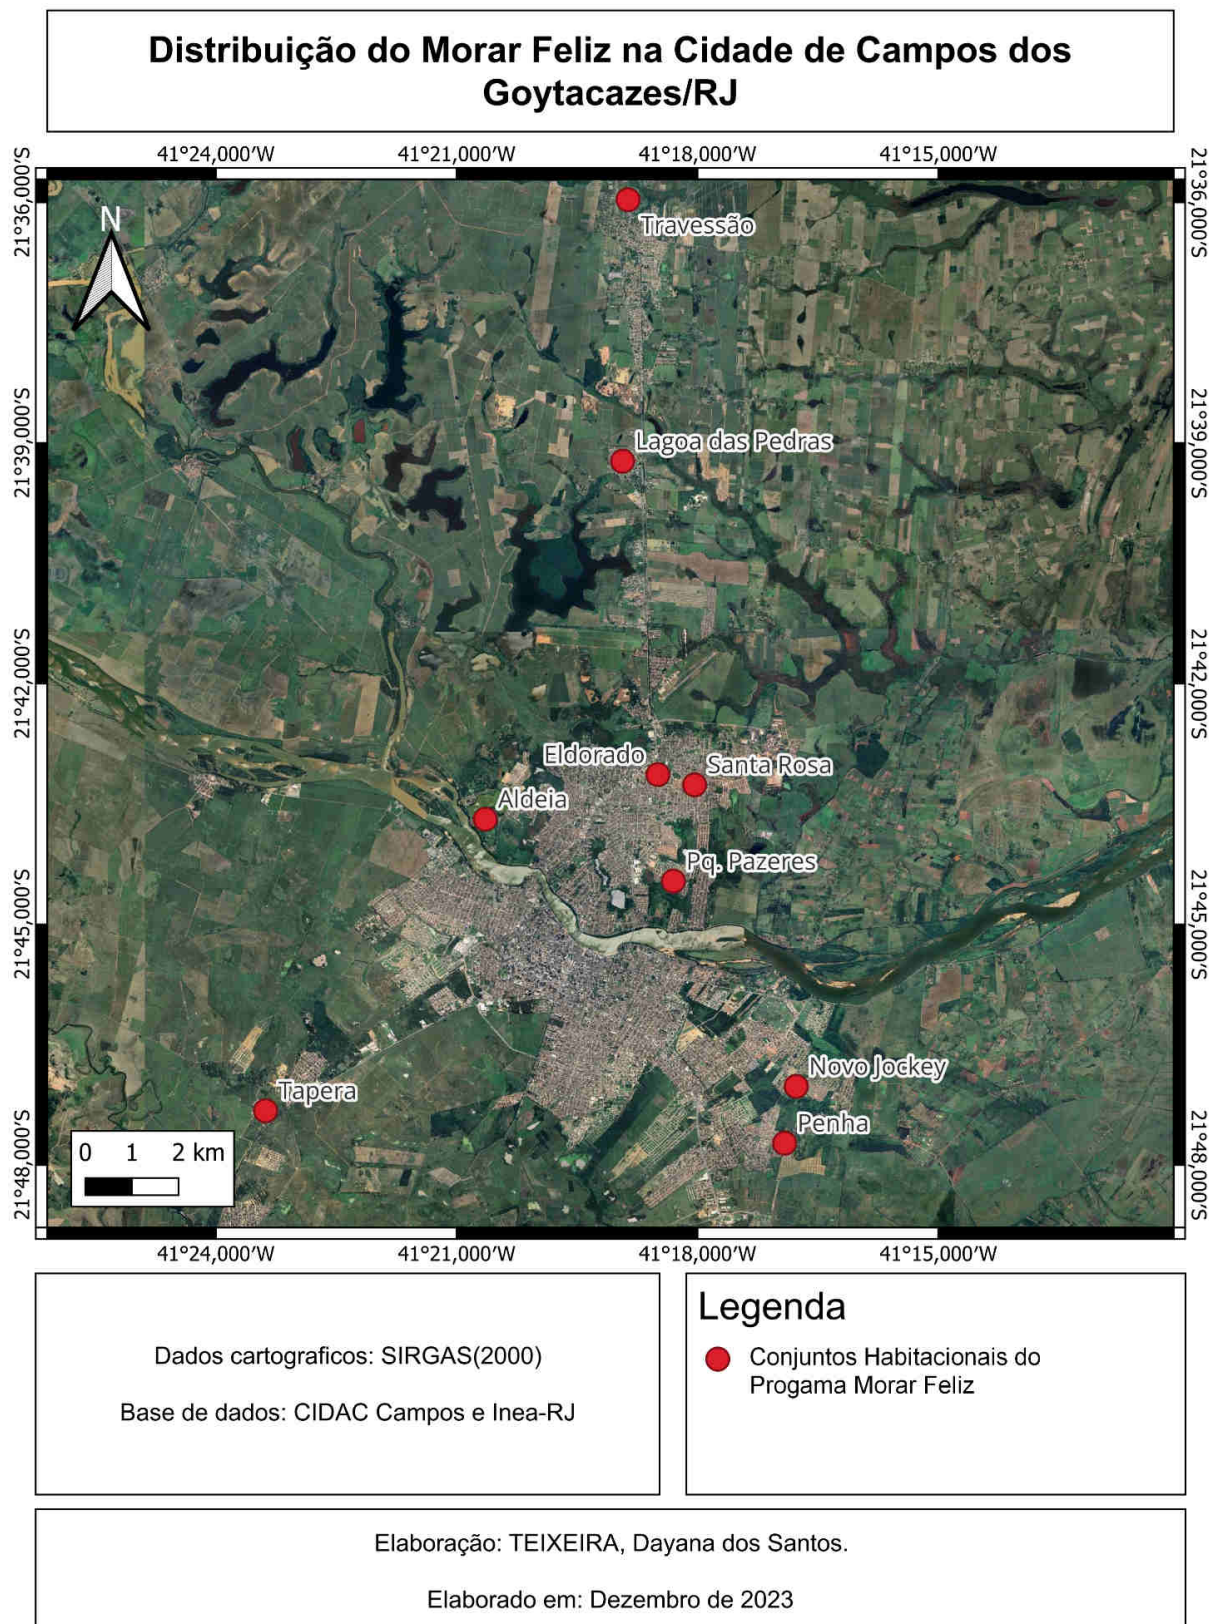 Distribuição do Morar Feliz na Cidade de Campos dos
Goytacazes/RJ
41°24,000'W 41°21,000'W 41°18,000'W 41°15,000'W
21°36,000'S
21°36,000'S
N
Travessão
21°39,000'S
21°39,000'S
Lagoa das Pedras
21°42,000'S
21°42,000'S
Eldorado
Santa Rosa
Aldeia
Pq. Pazeres
21°45,000'S
21°45,000'S
Novo Jockey
Tapera
Penha
21°48,000'S
21°48,000'S
0 1 2 km
41°24,000'W 41°21,000'W 41°18,000'W 41°15,000'W
Dados cartograficos: SIRGAS(2000)
Base de dados: CIDAC Campos e Inea-RJ
Legenda
Conjuntos Habitacionais do
Progama Morar Feliz
Elaboração: TEIXEIRA, Dayana dos Santos.
Elaborado em: Dezembro de 2023